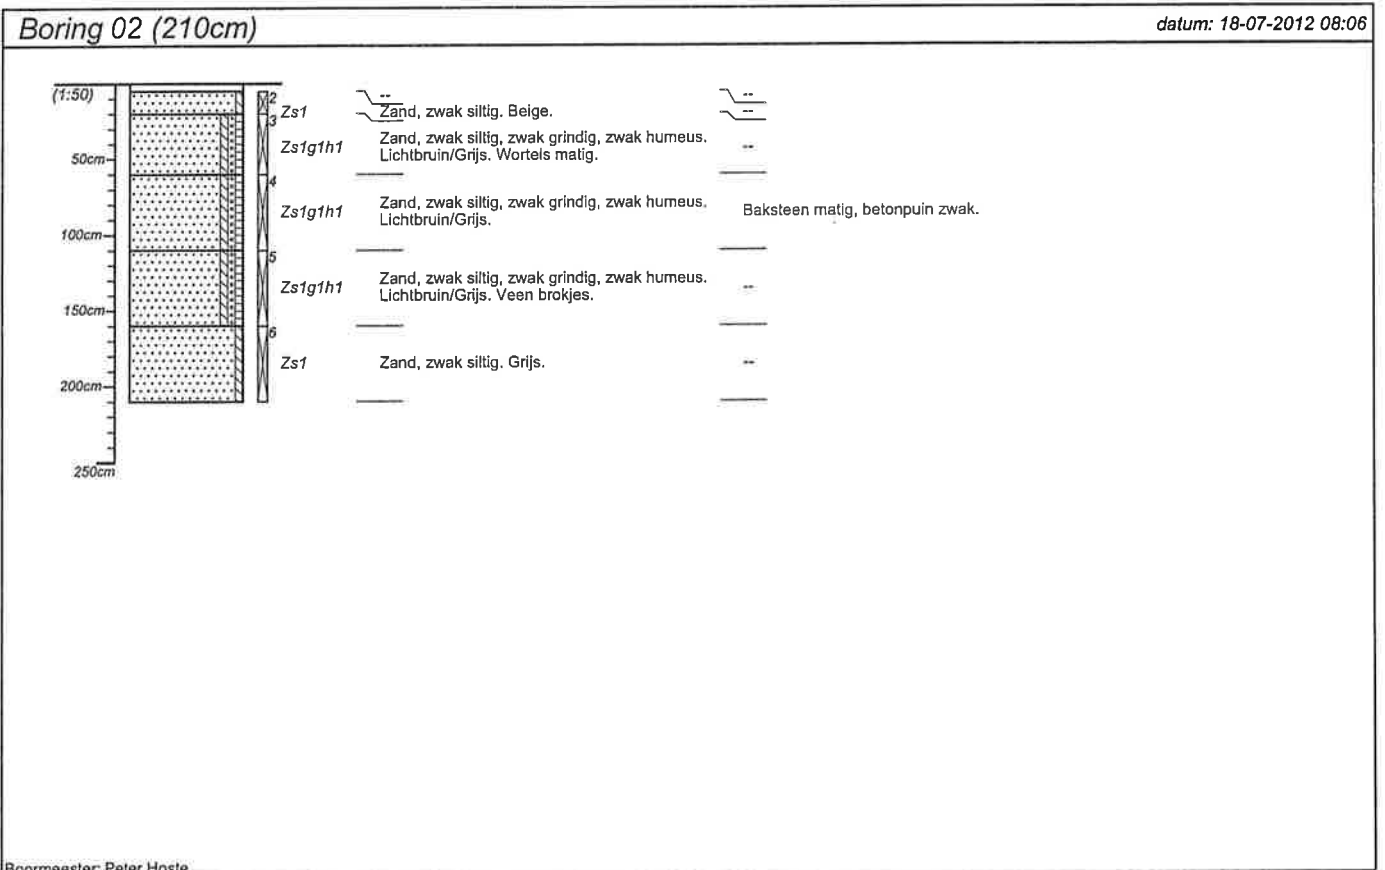 Boring 02 (210cm)
datum: 18-07-2012 08:06
(1:50)
2
Zs1
--
Zand, zwak siltig. Beige.
--
--
3
Zs1g1h1
Zand, zwak siltig, zwak grindig, zwak humeus.
Lichtbruin/Grijs. Wortels matig.
--
50cm
4
Zs1g1h1
Zand, zwak siltig, zwak grindig, zwak humeus.
Lichtbruin/Grijs.
Baksteen matig, betonpuin zwak.
100cm
5
Zs1g1h1
Zand, zwak siltig, zwak grindig, zwak humeus.
Lichtbruin/Grijs. Veen brokjes.
--
150cm
6
Zs1
Zand, zwak siltig. Grijs.
--
200cm
250cm
Boormeester: Peter Hoste